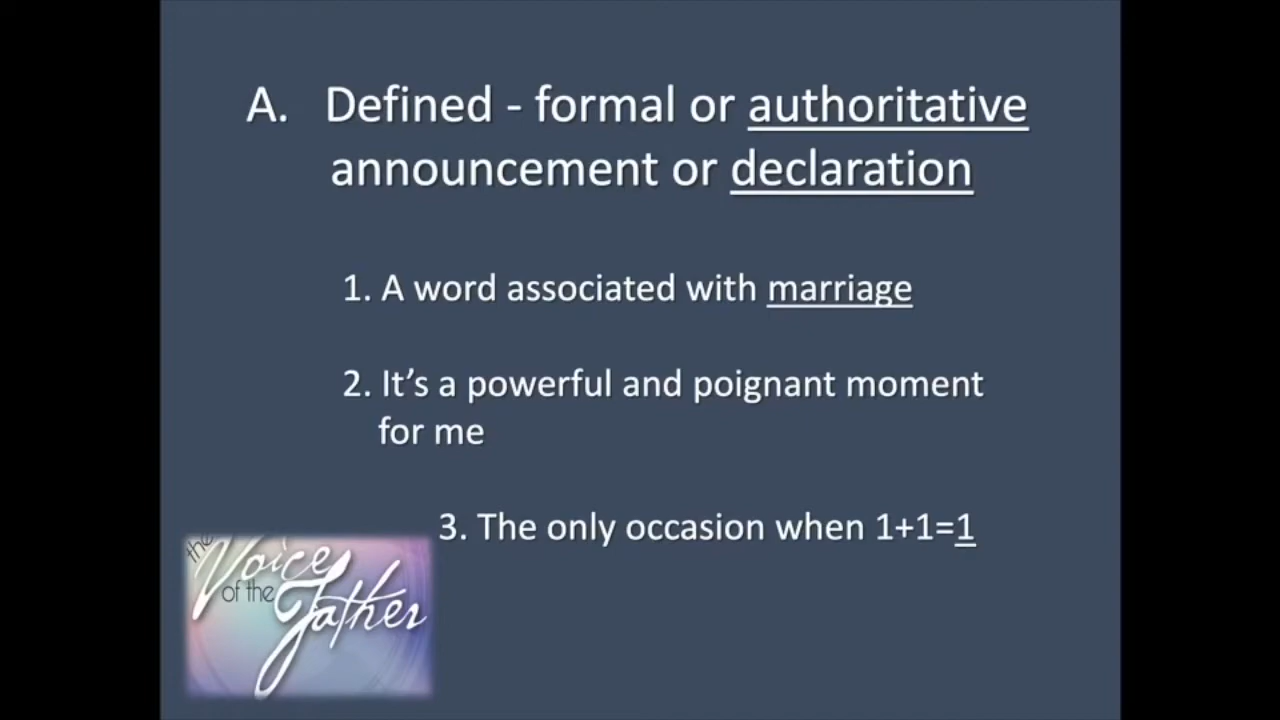 A. Defined - formal or authoritative
announcement or declaration
1. A word associated with marriage
2. It’s a powerful and poignant moment
for me
3. The only occasion when 1+1=1
the
Voice
of the
Father